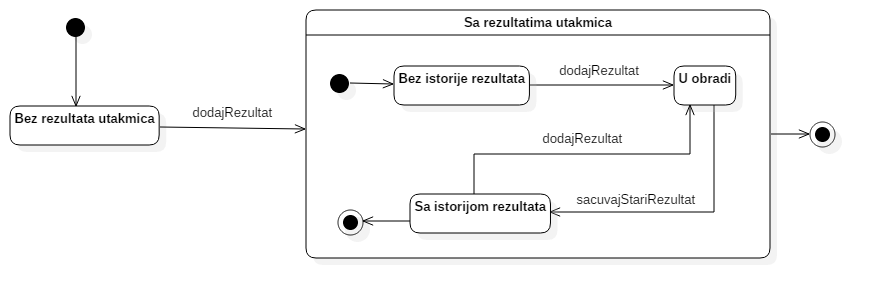 Sa rezultatima utakmica
Bez istorije rezultata
dodajRezultat
U obradi
Bez rezultata utakmica
dodajRezultat
dodajRezultat
Sa istorijom rezultata
sacuvajStariRezultat